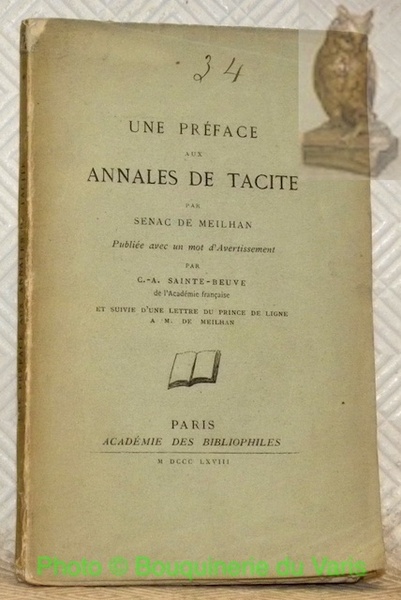 34
UNE PRÉFACE
AUX
ANNALES DE TACITE
PAR
SENAC DE MEILHAN
Publiée avec un mot d'Avertissement
PAR
C.-A. SAINTE-BEUVE
de l'Académie française
ET SUIVIE D'UNE LETTRE DU PRINCE DE LIGNE
A M. DE MEILHAN
PARIS
ACADÉMIE DES BIBLIOPHILES
M DCCC LXVIII
Photo © Bouquinerie du Varis